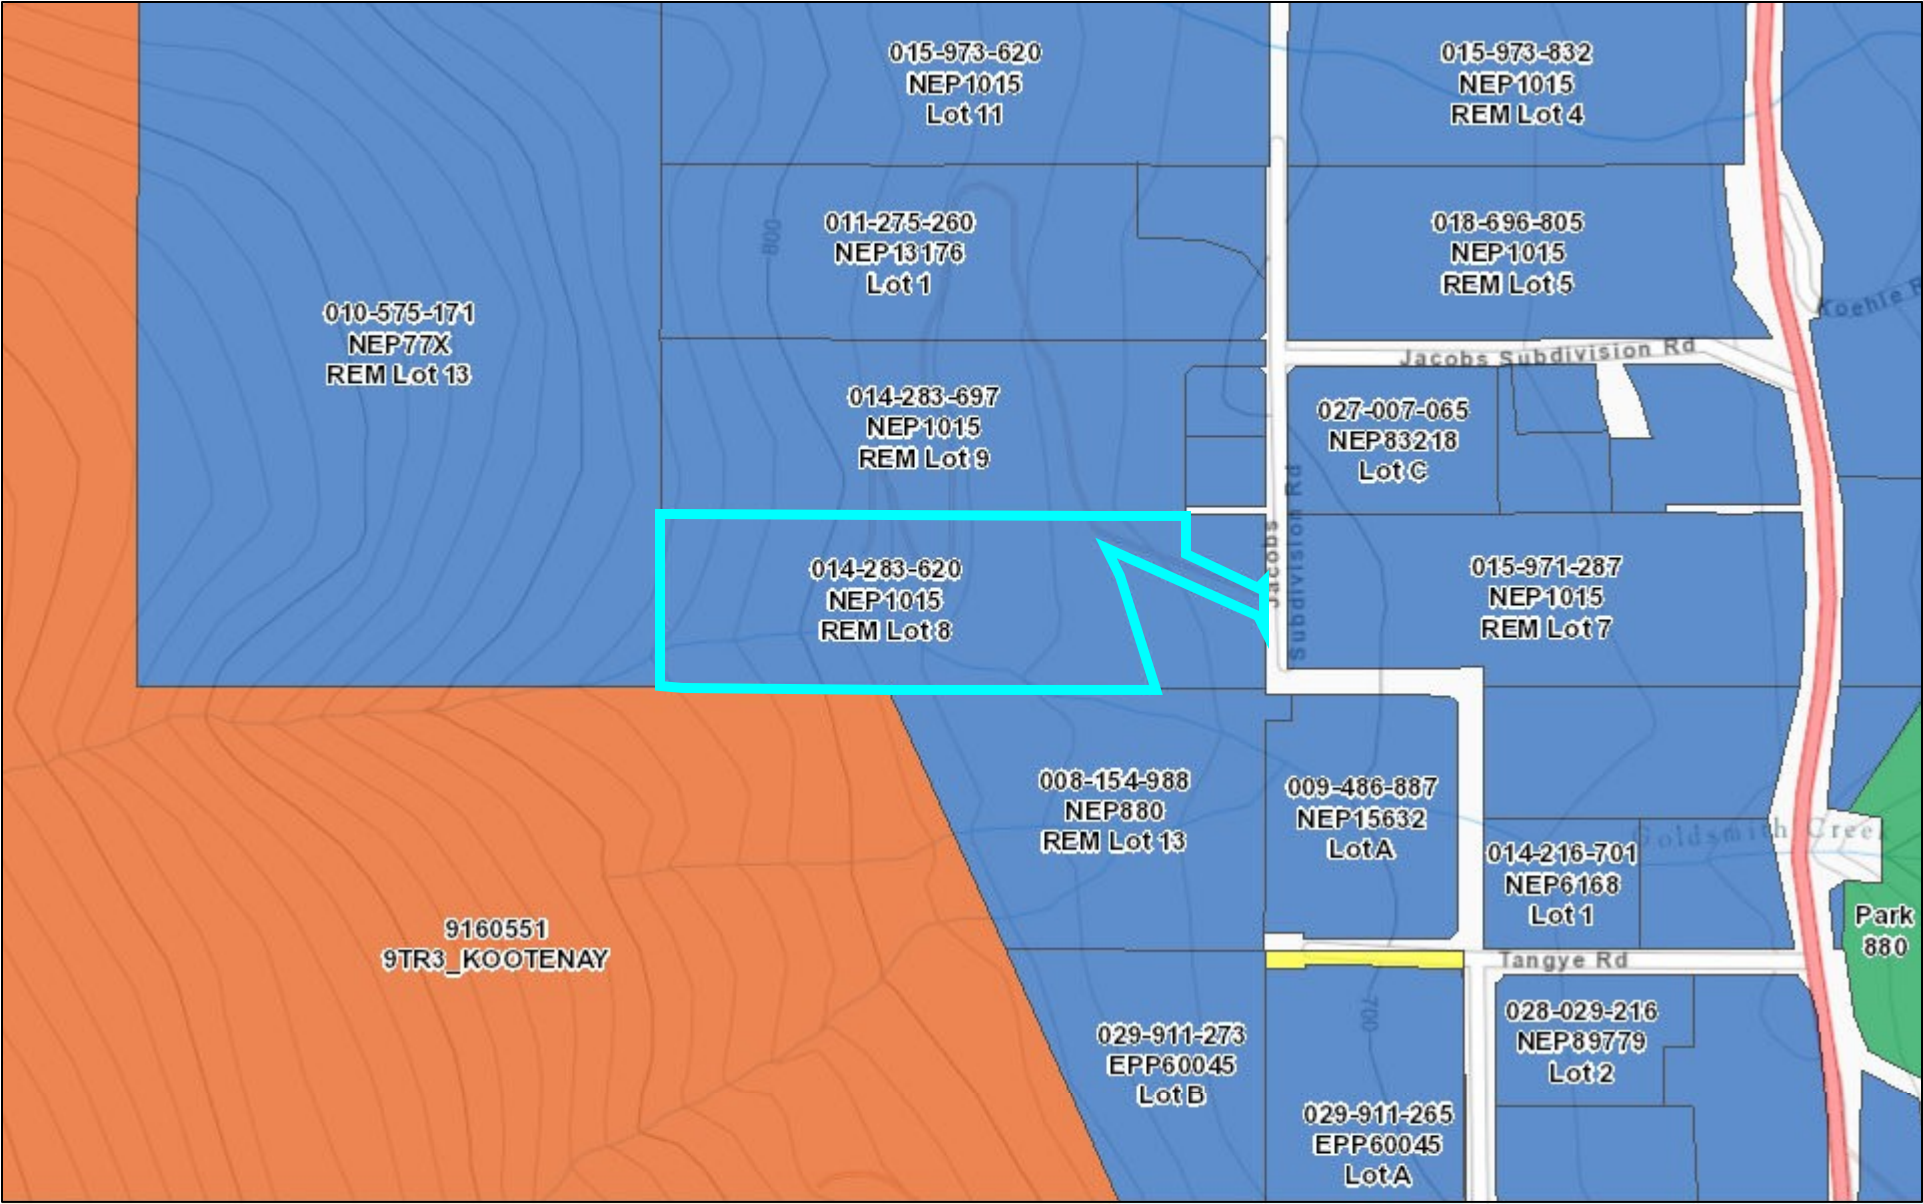 015-973-620
NEP1015
Lot 11
015-973-832
NEP1015
REM Lot 4
011-275-260
NEP13176
Lot 1
800
018-696-805
NEP1015
REM Lot 5
Koehle R
010-575-171
NEP77X
REM Lot 13
Jacobs Subdivision Rd
014-283-697
NEP1015
REM Lot 9
027-007-065
NEP83218
Lot C
Jacobs
Subdivision Rd
014-283-620
NEP1015
REM Lot 8
015-971-287
NEP1015
REM Lot 7
008-154-988
NEP880
REM Lot 13
009-486-887
NEP15632
Lot A
Goldsmith Creek
014-216-701
NEP6168
Lot 1
Park
880
9160551
9TR3_KOOTENAY
Tangye Rd
029-911-273
EPP60045
Lot B
700
028-029-216
NEP89779
Lot 2
029-911-265
EPP60045
Lot A